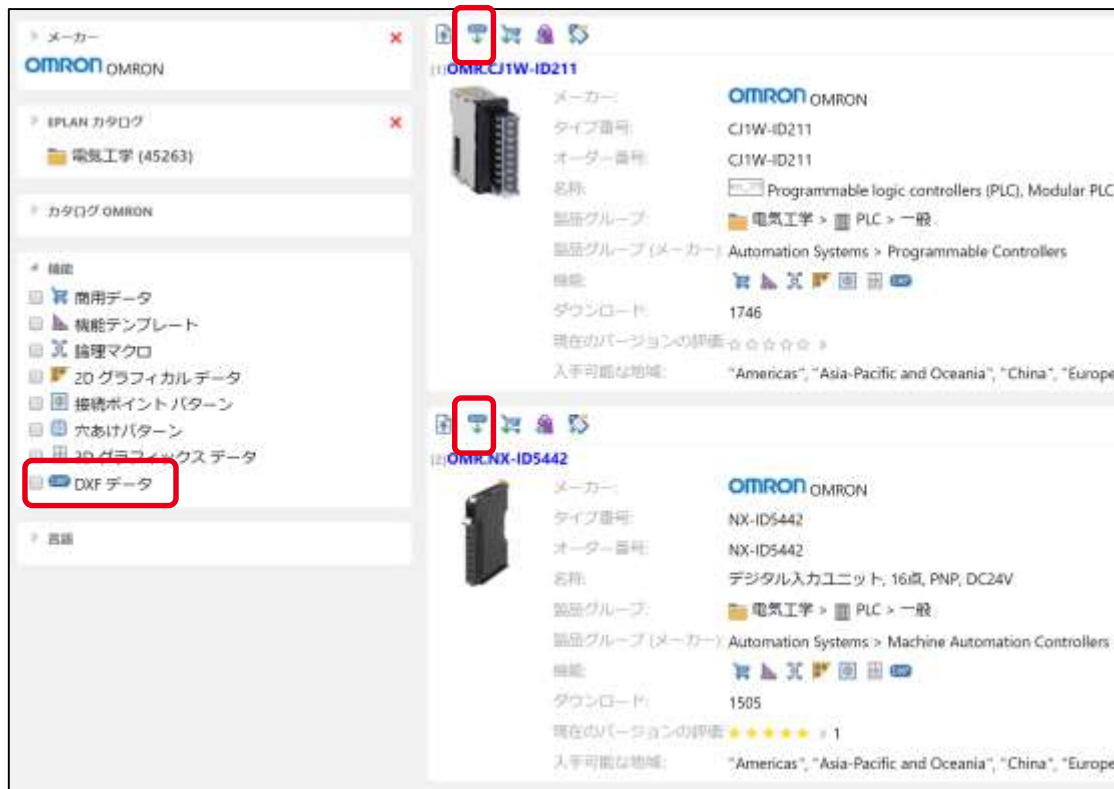 メーカー
OMRON OMRON
EPLAN カタログ
電気工学 (45263)
カタログ OMRON
機能
商用データ
機能テンプレート
論理マクロ
2D グラフィカル データ
接続ポイント パターン
穴あけパターン
3D グラフィックス データ
DXF データ
言語
[1]OMR.CJ1W-ID211
メーカー: OMRON OMRON
タイプ番号: CJ1W-ID211
オーダー番号: CJ1W-ID211
名称: Programmable logic controllers (PLC), Modular PLC
製品グループ: 電気工学 > PLC > 一般
製品グループ (メーカー): Automation Systems > Programmable Controllers
機能: DXF
ダウンロード: 1746
現在のバージョンの評価:
入手可能な地域: "Americas", "Asia-Pacific and Oceania", "China", "Europe
[2]OMR.NX-ID5442
メーカー: OMRON OMRON
タイプ番号: NX-ID5442
オーダー番号: NX-ID5442
名称: デジタル入力ユニット, 16点, PNP, DC24V
製品グループ: 電気工学 > PLC > 一般
製品グループ (メーカー): Automation Systems > Machine Automation Controllers
機能: DXF
ダウンロード: 1505
現在のバージョンの評価: 1
入手可能な地域: "Americas", "Asia-Pacific and Oceania", "China", "Europe